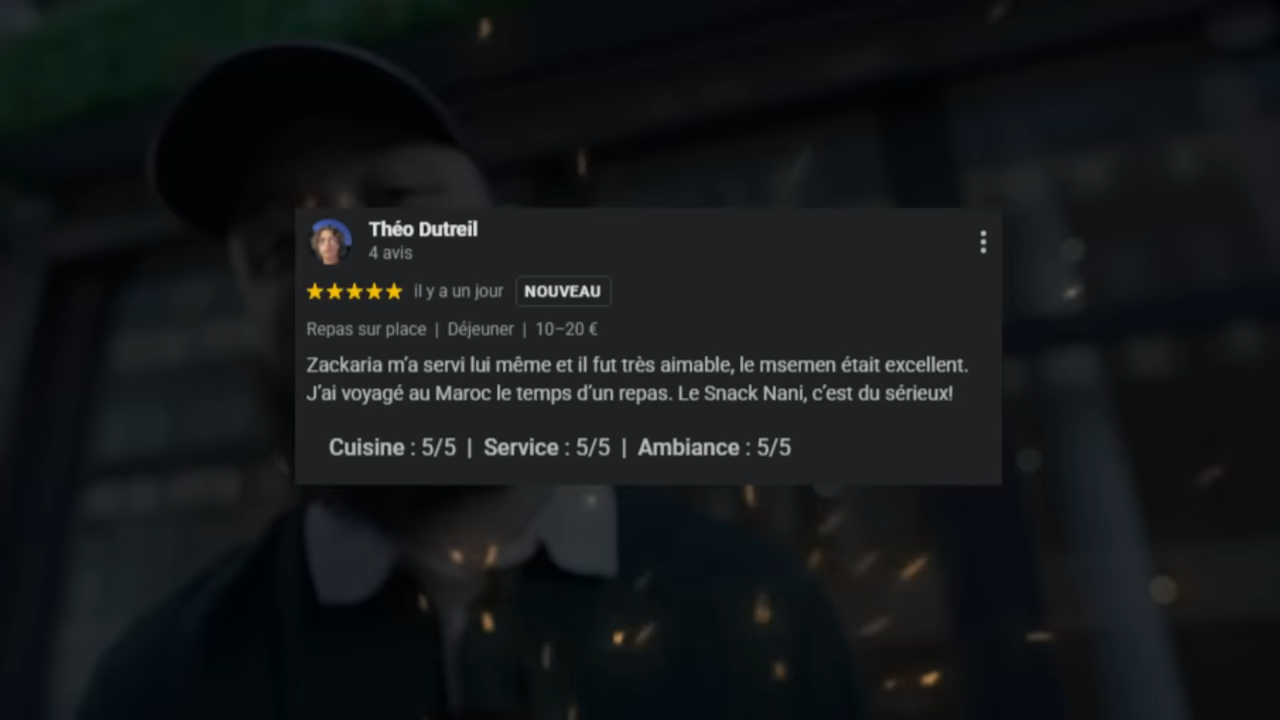 Théo Dutreil
4 avis
il y a un jour NOUVEAU
Repas sur place | Déjeuner | 10–20 €
Zackaria m’a servi lui même et il fut très aimable, le msemen était excellent.
J’ai voyagé au Maroc le temps d’un repas. Le Snack Nani, c’est du sérieux!
Cuisine : 5/5 | Service : 5/5 | Ambiance : 5/5